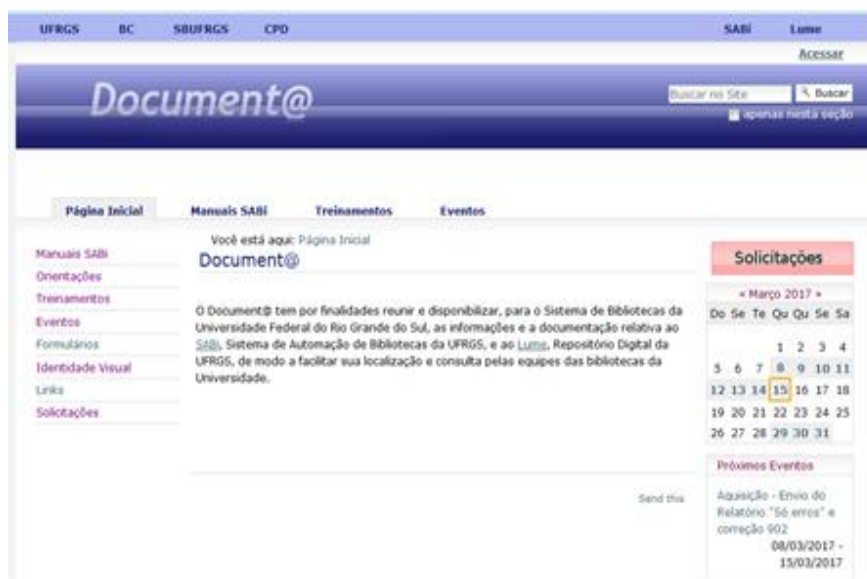 UFRGS BC SBUFRGS CPD SABi Lume
Acessar
Document@
Buscar no Site Buscar
apenas nesta seção
Página Inicial Manuais SABi Treinamentos Eventos
Você está aqui: Página Inicial
Document@
Manuais SABi
Orientações
Treinamentos
Eventos
Formulários
Identidade Visual
Links
Solicitações
O Document@ tem por finalidades reunir e disponibilizar, para o Sistema de Bibliotecas da
Universidade Federal do Rio Grande do Sul, as informações e a documentação relativa ao
SABi, Sistema de Automação de Bibliotecas da UFRGS, e ao Lume, Repositório Digital da
UFRGS, de modo a facilitar sua localização e consulta pelas equipes das bibliotecas da
Universidade.
Send this
Solicitações
« Março 2017 »
Do Se Te Qu Qu Se Sa
1 2 3 4
5 6 7 8 9 10 11
12 13 14 15 16 17 18
19 20 21 22 23 24 25
26 27 28 29 30 31
Próximos Eventos
Aquisição - Envio do
Relatório "Só erros" e
correção 902
08/03/2017 -
15/03/2017